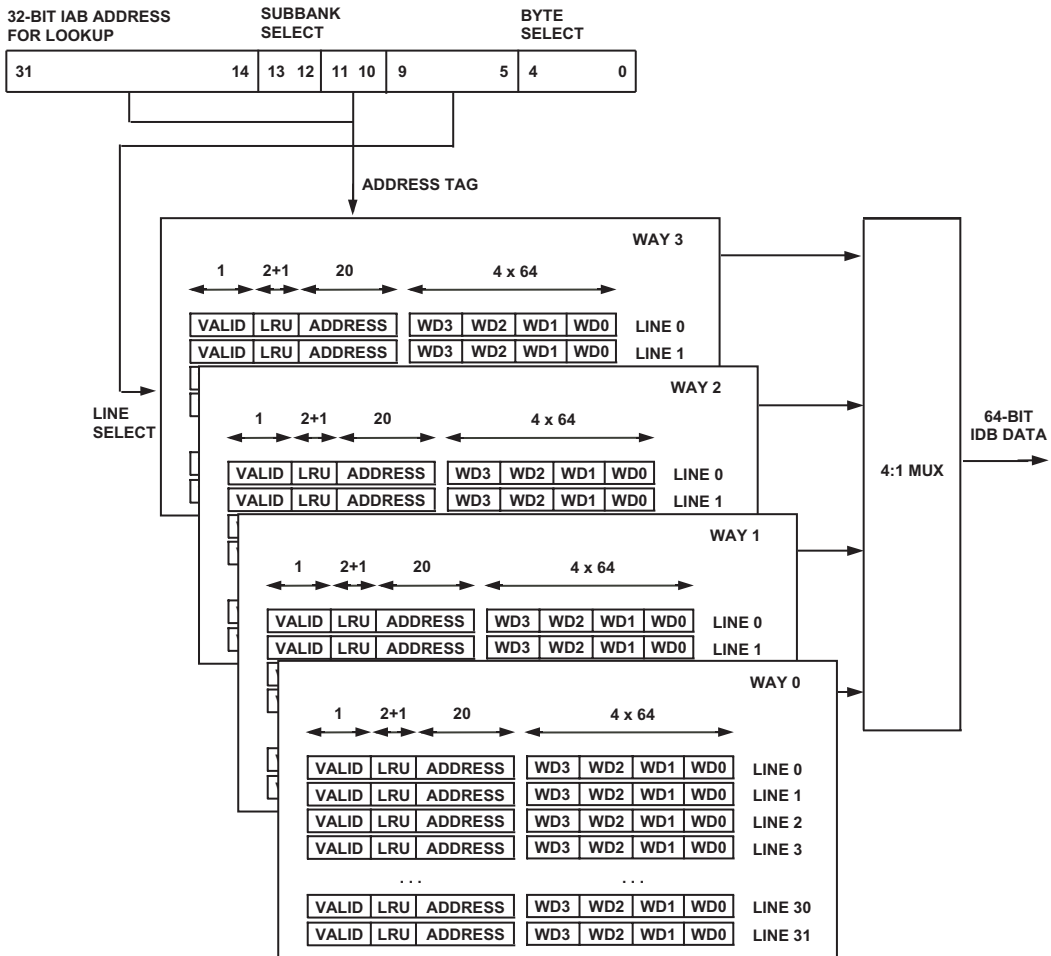 32-BIT IAB ADDRESS
FOR LOOKUP
SUBBANK
SELECT
BYTE
SELECT
31 14 13 12 11 10 9 5 4 0
ADDRESS TAG
WAY 3
1 2+1 20 4 x 64
VALID LRU ADDRESS WD3 WD2 WD1 WD0 LINE 0
VALID LRU ADDRESS WD3 WD2 WD1 WD0 LINE 1
LINE
SELECT
WAY 2
1 2+1 20 4 x 64
VALID LRU ADDRESS WD3 WD2 WD1 WD0 LINE 0
VALID LRU ADDRESS WD3 WD2 WD1 WD0 LINE 1
WAY 1
1 2+1 20 4 x 64
VALID LRU ADDRESS WD3 WD2 WD1 WD0 LINE 0
VALID LRU ADDRESS WD3 WD2 WD1 WD0 LINE 1
WAY 0
1 2+1 20 4 x 64
VALID LRU ADDRESS WD3 WD2 WD1 WD0 LINE 0
VALID LRU ADDRESS WD3 WD2 WD1 WD0 LINE 1
VALID LRU ADDRESS WD3 WD2 WD1 WD0 LINE 2
VALID LRU ADDRESS WD3 WD2 WD1 WD0 LINE 3
. . . . . .
VALID LRU ADDRESS WD3 WD2 WD1 WD0 LINE 30
VALID LRU ADDRESS WD3 WD2 WD1 WD0 LINE 31
4:1 MUX
64-BIT
IDB DATA